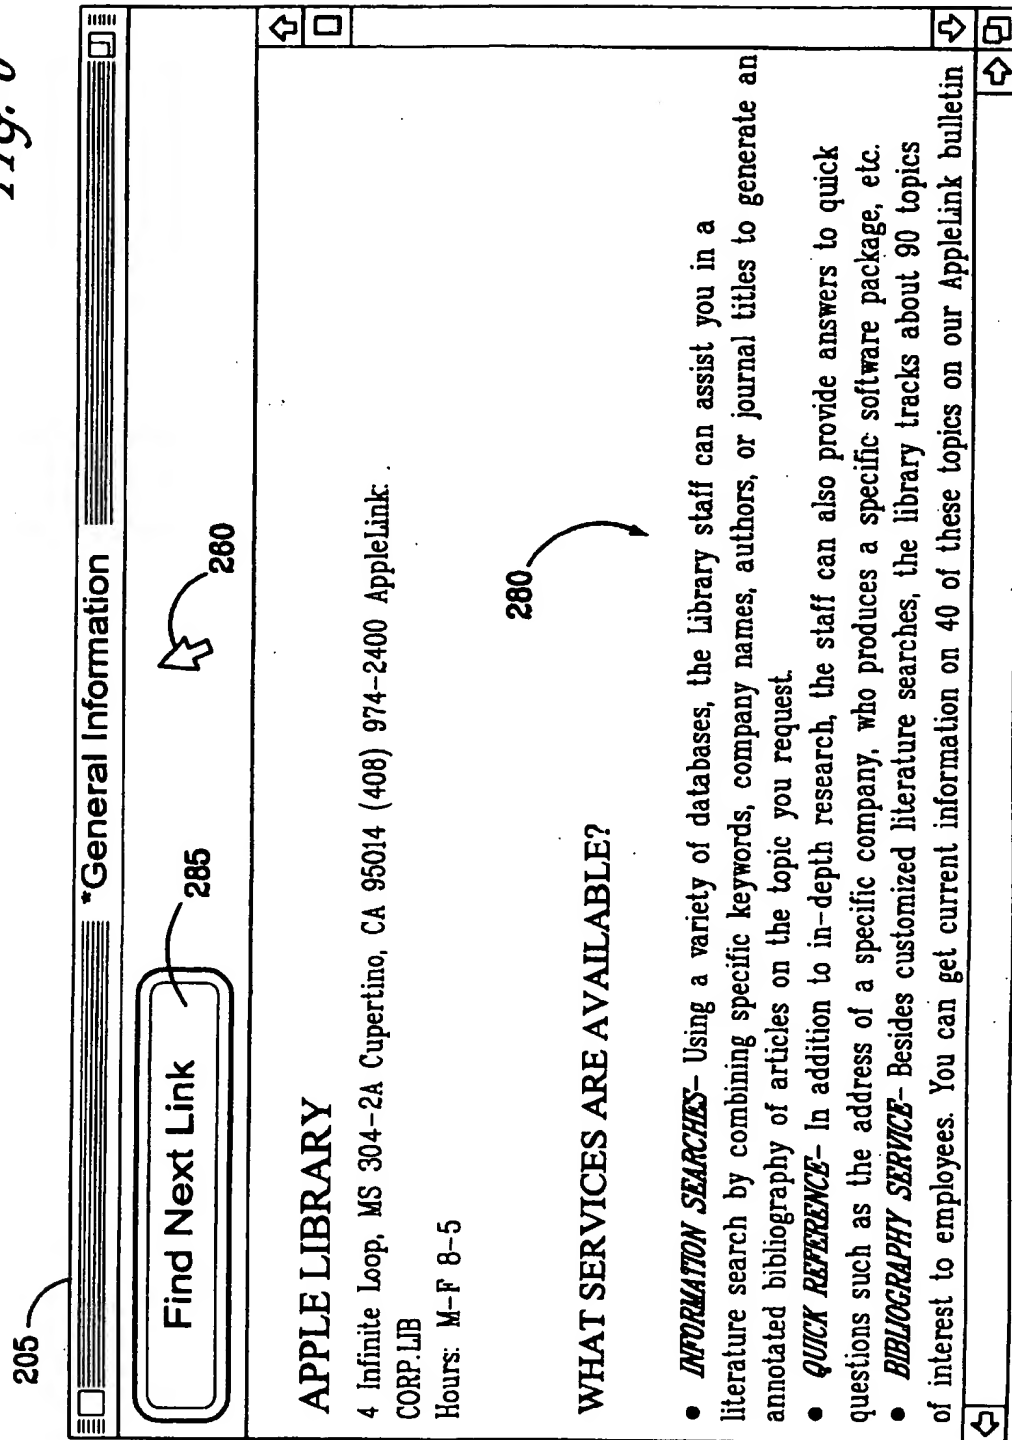 205
*General Information
Find Next Link
285
260
APPLE LIBRARY
4 Infinite Loop, MS 304-2A Cupertino, CA 95014 (408) 974-2400 AppleLink:
CORP.LIB
Hours: M-F 8-5
280
WHAT SERVICES ARE AVAILABLE?
• INFORMATION SEARCHES- Using a variety of databases, the Library staff can assist you in a
literature search by combining specific keywords, company names, authors, or journal titles to generate an
annotated bibliography of articles on the topic you request.
• QUICK REFERENCE- In addition to in-depth research, the staff can also provide answers to quick
questions such as the address of a specific company, who produces a specific software package, etc.
• BIBLIOGRAPHY SERVICE- Besides customized literature searches, the library tracks about 90 topics
of interest to employees. You can get current information on 40 of these topics on our AppleLink bulletin